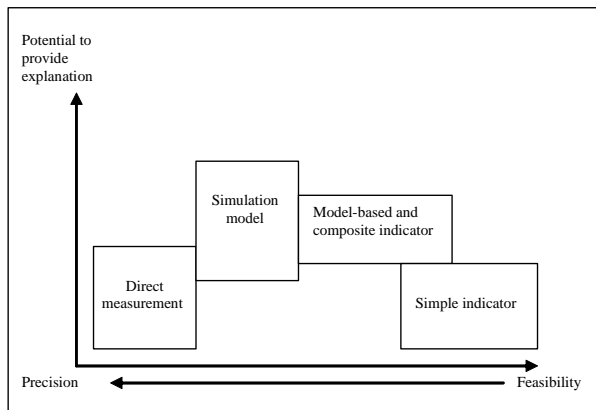 Potential to
provide
explanation
Simulation
model
Model-based and
composite indicator
Direct
measurement
Simple indicator
Precision
Feasibility